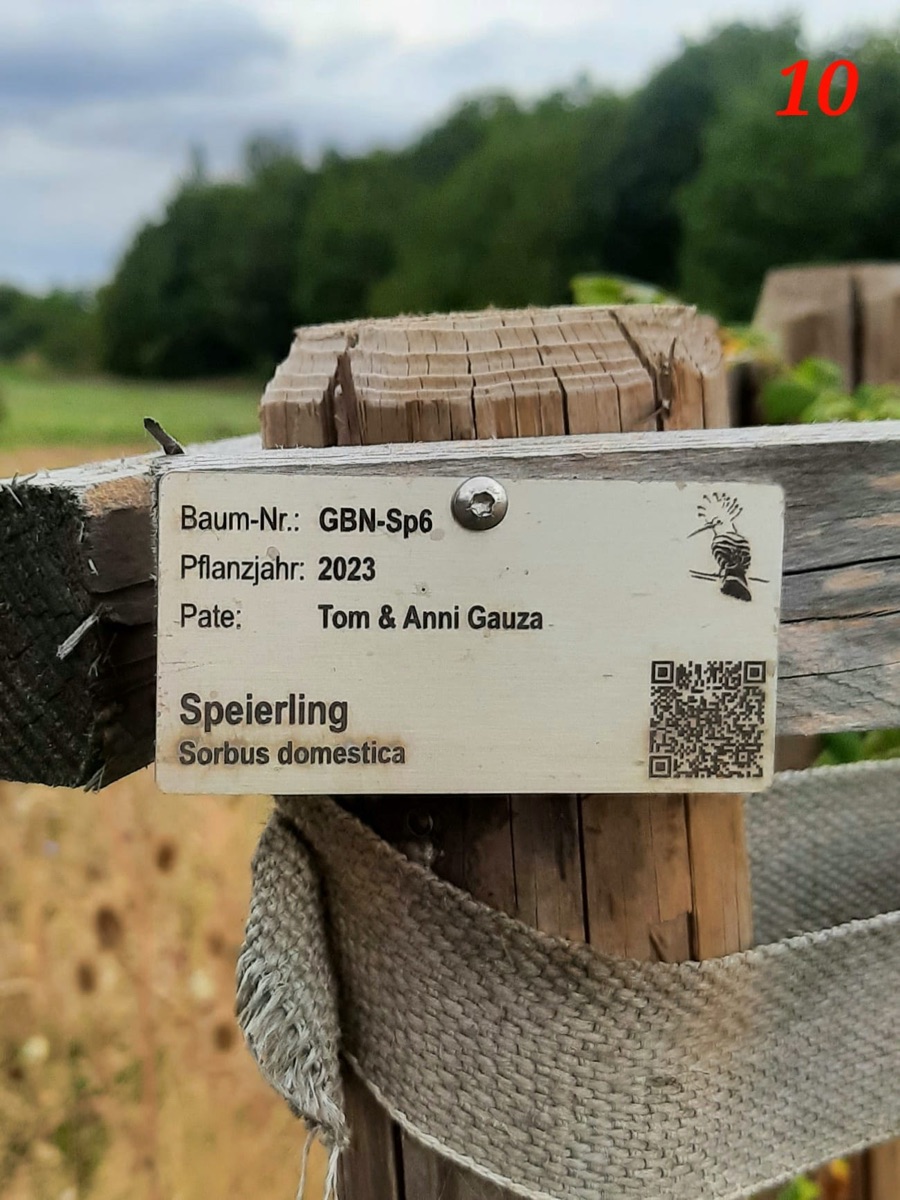 10
Baum-Nr.: GBN-Sp6
Pflanzjahr: 2023
Pate: Tom & Anni Gauza
Speierling
Sorbus domestica